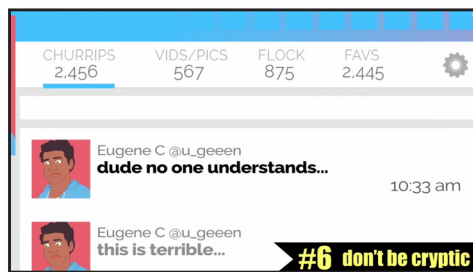 CHURRIPS VIDS/PICS FLOCK FAVS
2,456 567 875 2,445
Eugene C @u_geeen
dude no one understands...
10:33 am
Eugene C @u_geeen
this is terrible...
#6 don't be cryptic